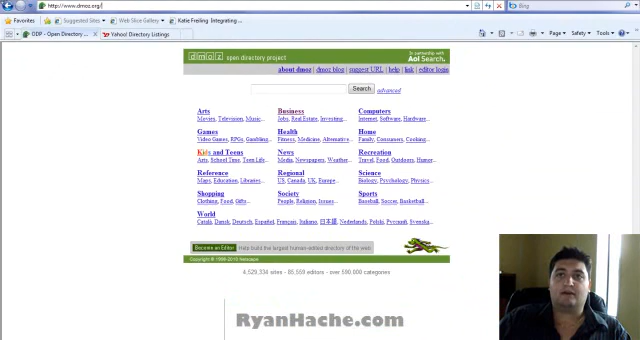 http://www.dmoz.org/
Bing
Favorites Suggested Sites Web Slice Gallery Katie Freiling Integrating ...
ODP - Open Directory ... Yahoo! Directory Listings
Page Safety Tools
dmoz open directory project
In partnership with
Aol Search.
about dmoz | dmoz blog | suggest URL | help | link | editor login
Search advanced
Arts
Movies, Television, Music...
Business
Jobs, Real Estate, Investing...
Computers
Internet, Software, Hardware...
Games
Video Games, RPGs, Gambling...
Health
Fitness, Medicine, Alternative...
Home
Family, Consumers, Cooking...
Kids and Teens
Arts, School Time, Teen Life...
News
Media, Newspapers, Weather...
Recreation
Travel, Food, Outdoors, Humor...
Reference
Maps, Education, Libraries...
Regional
US, Canada, UK, Europe...
Science
Biology, Psychology, Physics...
Shopping
Clothing, Food, Gifts...
Society
People, Religion, Issues...
Sports
Baseball, Soccer, Basketball...
World
Català, Dansk, Deutsch, Español, Français, Italiano, 日本語, Nederlands, Polski, Русский, Svenska...
Become an Editor Help build the largest human-edited directory of the web
Copyright © 1998-2010 Netscape
4,529,334 sites - 85,559 editors - over 590,000 categories
RyanHache.com